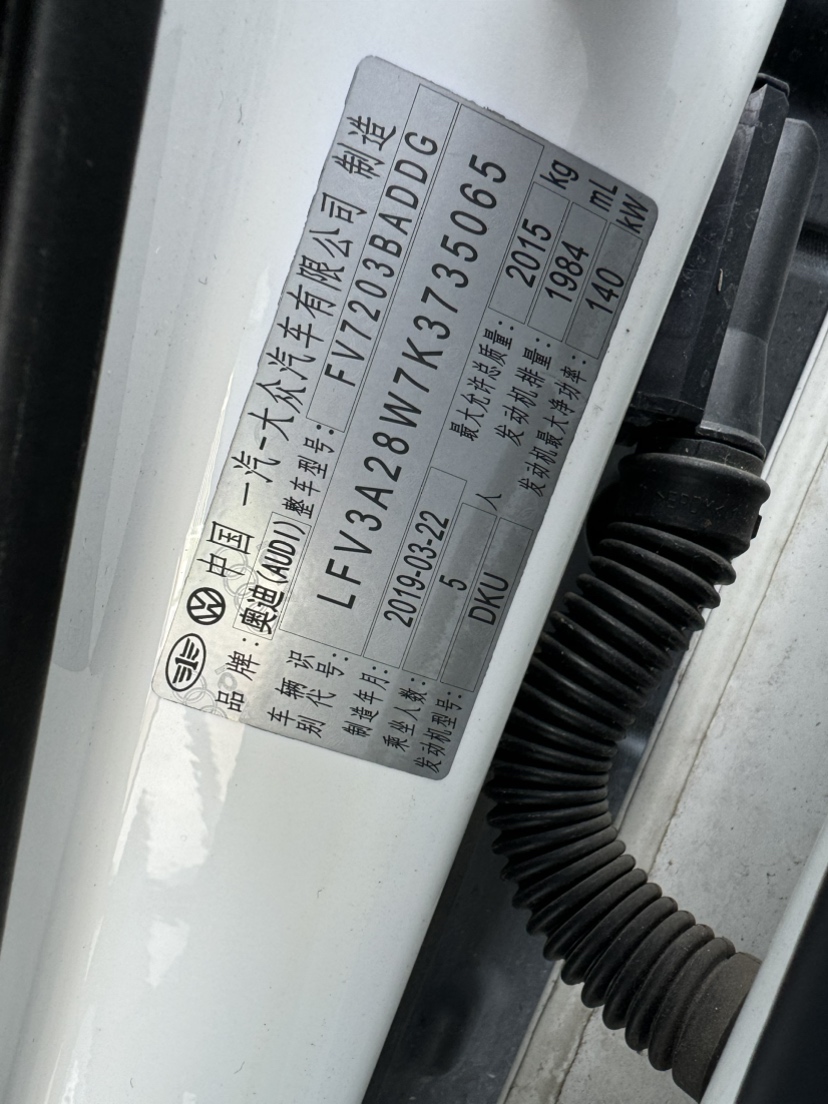 中国 一汽-大众汽车有限公司 制造
品牌：奥迪(AUDI) 整车型号：FV7203BADDG
车辆识别代号：LFV3A28W7K3735065
制造年月：2019-03-22 最大允许总质量：2015 kg
乘坐人数：5 人 发动机排量：1984 mL
发动机型号：DKU 发动机最大净功率：140 kW